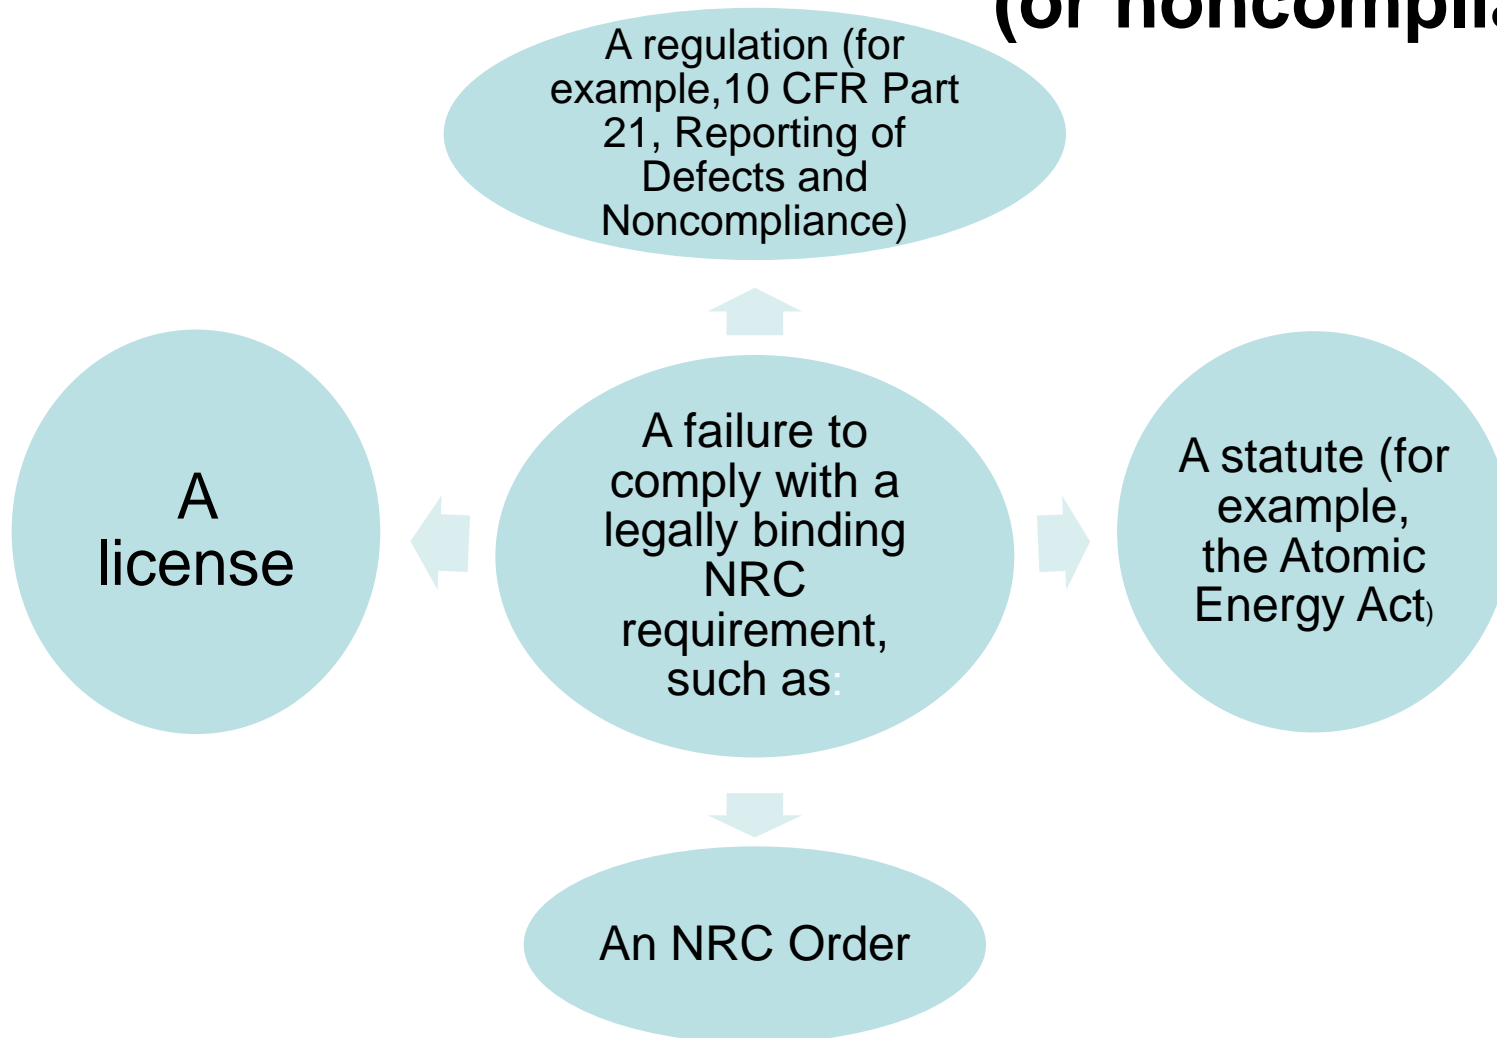 (or
A regulation (for
example,10 CFR Part
21, Reporting of
Defects and
Noncompliance)
A
license
A failure to
comply with a
legally binding
NRC
requirement,
such as:
A statute (for
example,
the Atomic
Energy Act)
An NRC Order